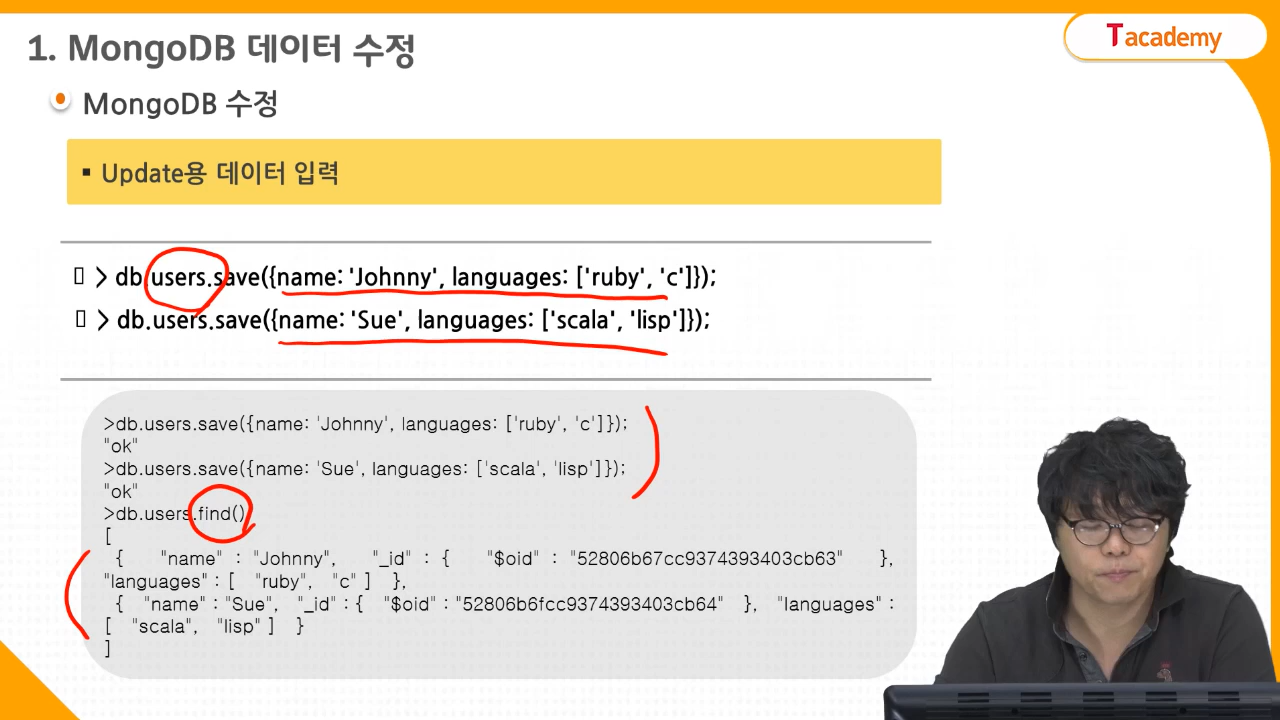 1. MongoDB 데이터 수정
Tacademy
MongoDB 수정
▪ Update용 데이터 입력
> db.users.save({name: 'Johnny', languages: ['ruby', 'c']});
> db.users.save({name: 'Sue', languages: ['scala', 'lisp']});
>db.users.save({name: 'Johnny', languages: ['ruby', 'c']});
"ok"
>db.users.save({name: 'Sue', languages: ['scala', 'lisp']});
"ok"
>db.users.find()
[
{ "name" : "Johnny", "_id" : { "$oid" : "52806b67cc9374393403cb63" },
"languages" : [ "ruby", "c" ] },
{ "name" : "Sue", "_id" : { "$oid" : "52806b6fcc9374393403cb64" }, "languages" :
[ "scala", "lisp" ] }
]